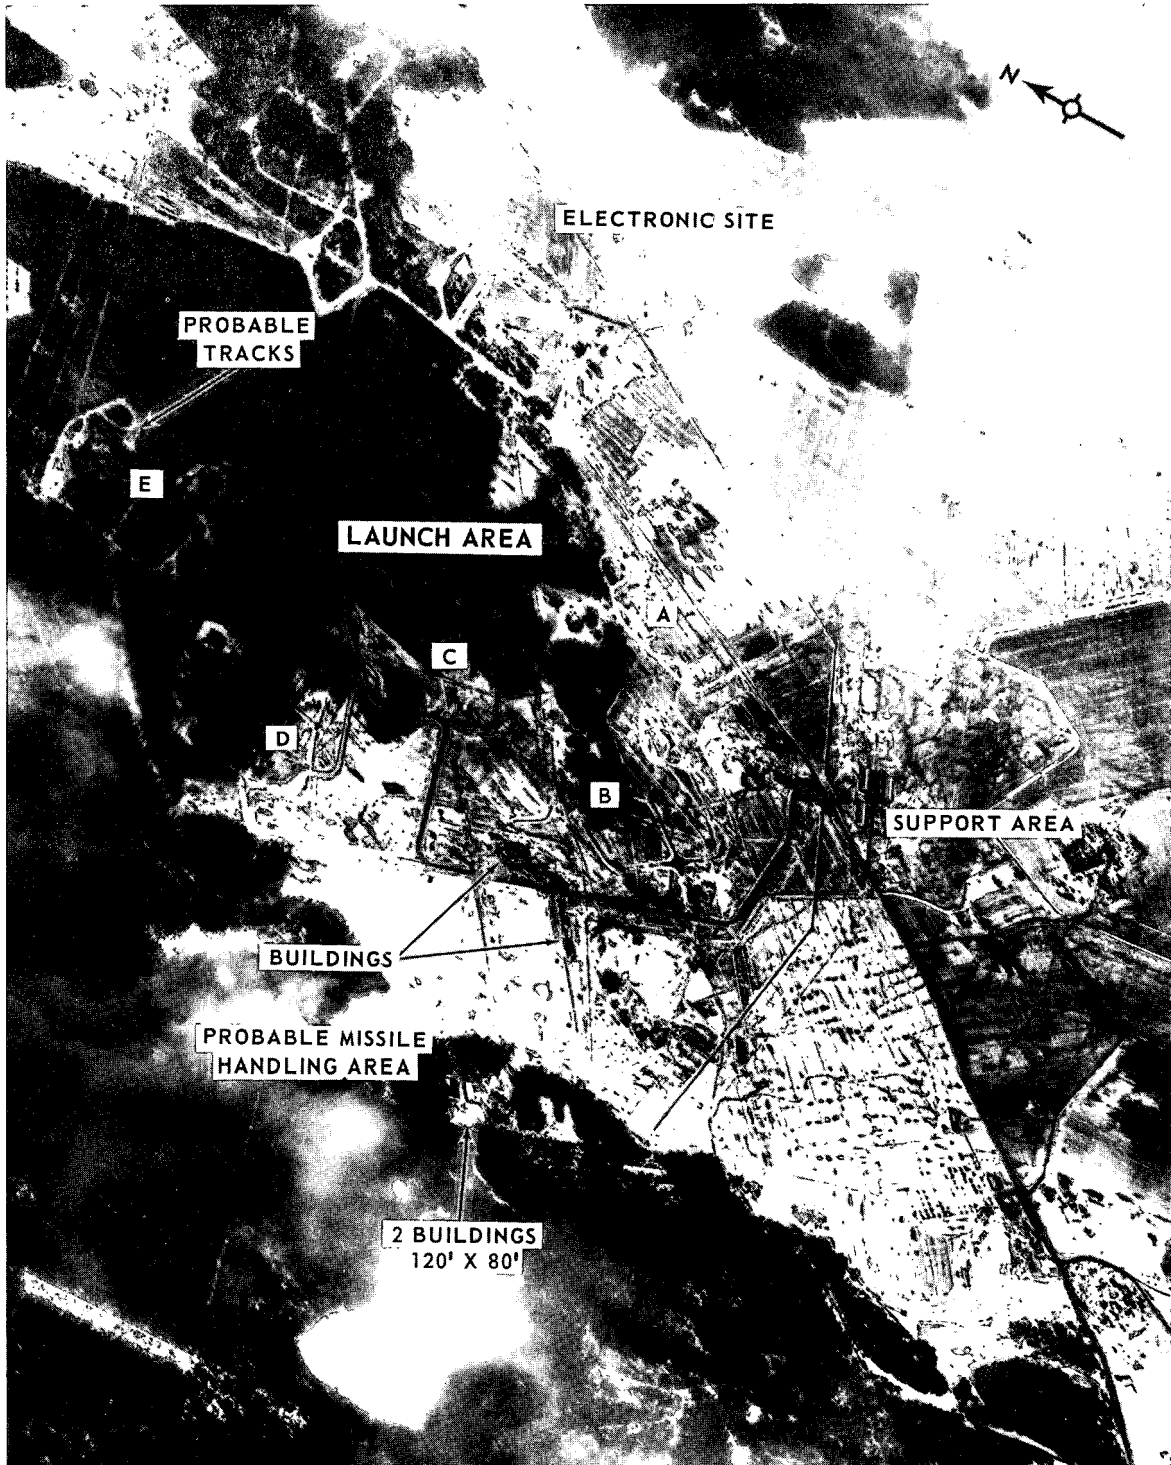 N
ELECTRONIC SITE
PROBABLE
TRACKS
E
LAUNCH AREA
A
C
D
B
SUPPORT AREA
BUILDINGS
PROBABLE MISSILE
HANDLING AREA
2 BUILDINGS
120' X 80'